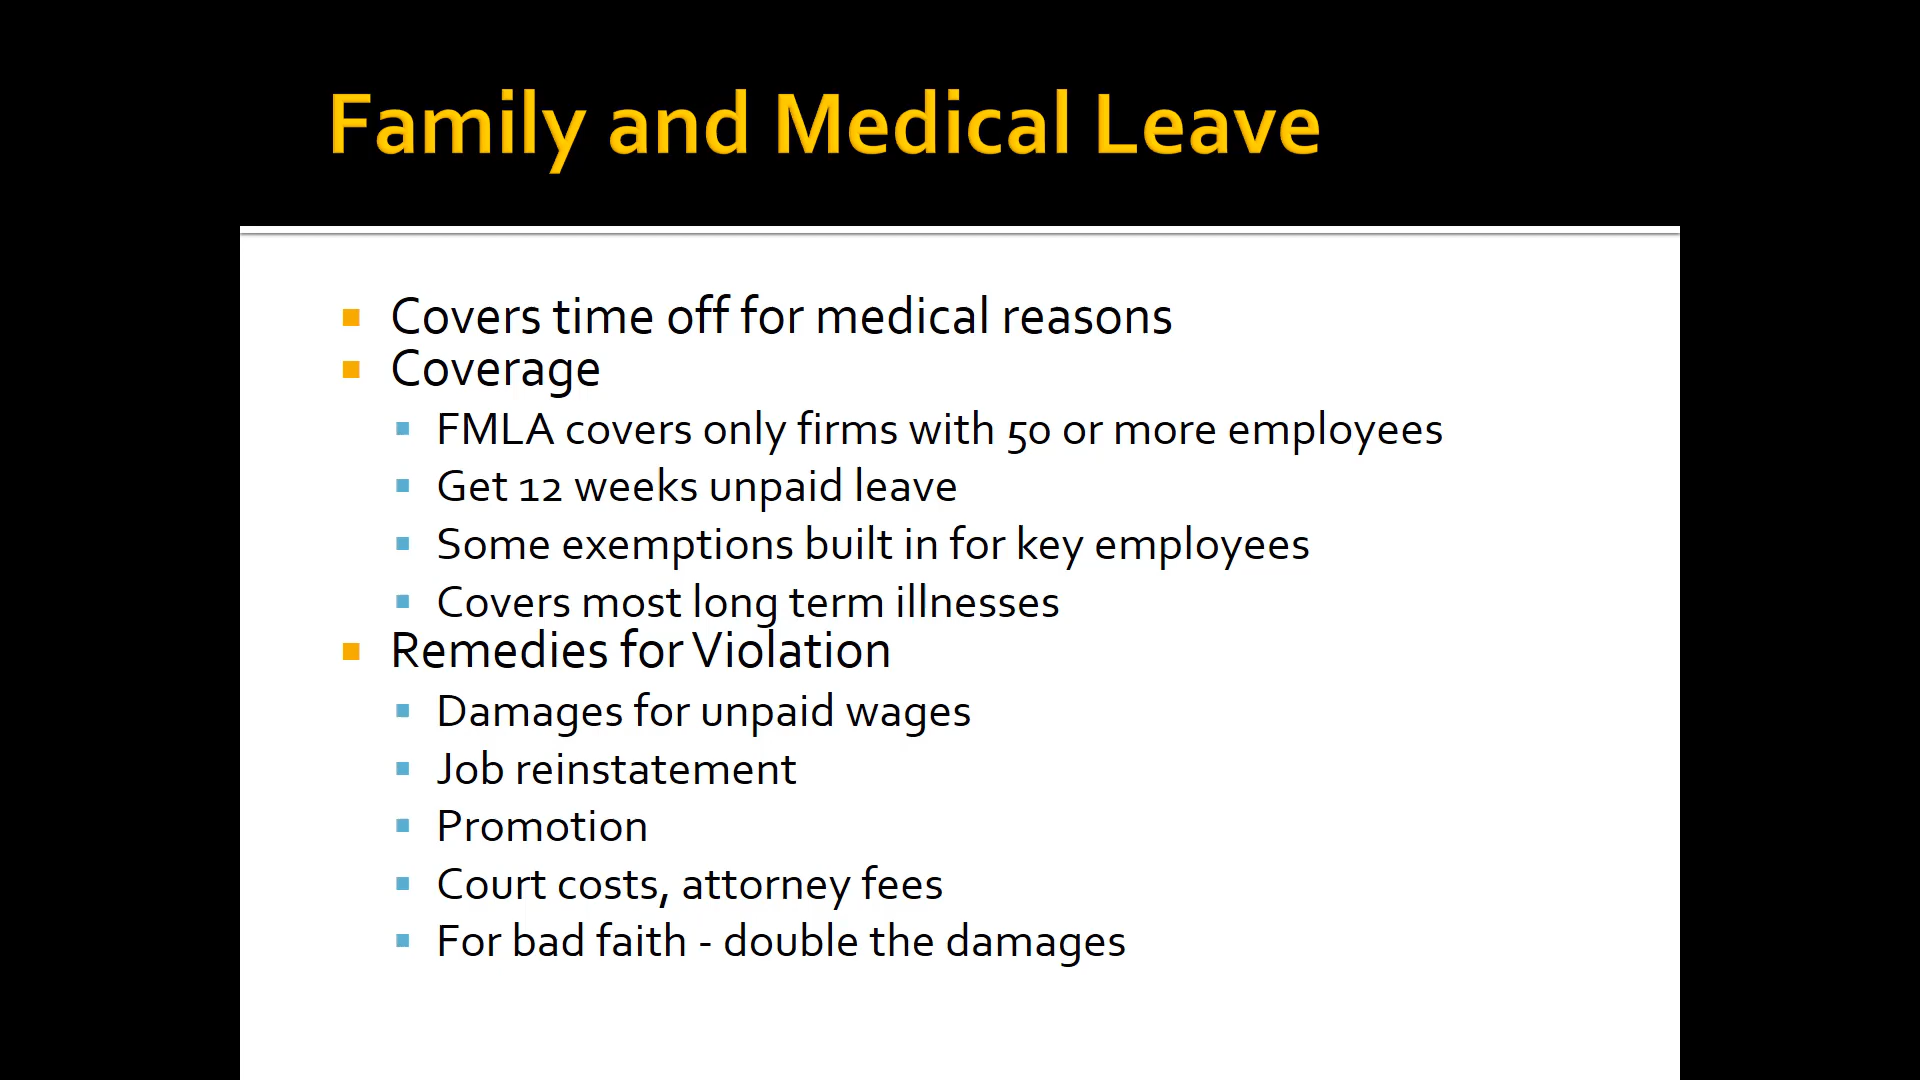 Family and Medical Leave
Covers time off for medical reasons
Coverage
FMLA covers only firms with 50 or more employees
Get 12 weeks unpaid leave
Some exemptions built in for key employees
Covers most long term illnesses
Remedies for Violation
Damages for unpaid wages
Job reinstatement
Promotion
Court costs, attorney fees
For bad faith - double the damages